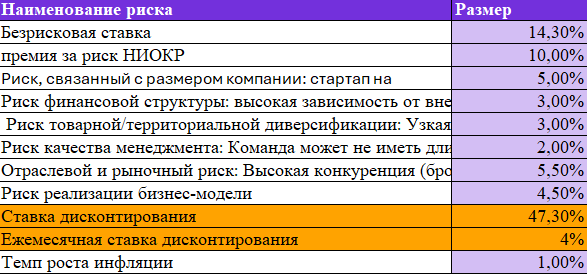 Наименование риска Размер
Безрисковая ставка 14,30%
премия за риск НИОКР 10,00%
Риск, связанный с размером компании: стартап на 5,00%
Риск финансовой структуры: высокая зависимость от вне 3,00%
Риск товарной/территориальной диверсификации: Узкая 3,00%
Риск качества менеджмента: Команда может не иметь дли 2,00%
Отраслевой и рыночный риск: Высокая конкуренция (бро 5,50%
Риск реализации бизнес-модели 4,50%
Ставка дисконтирования 47,30%
Ежемесячная ставка дисконтирования 4%
Темп роста инфляции 1,00%